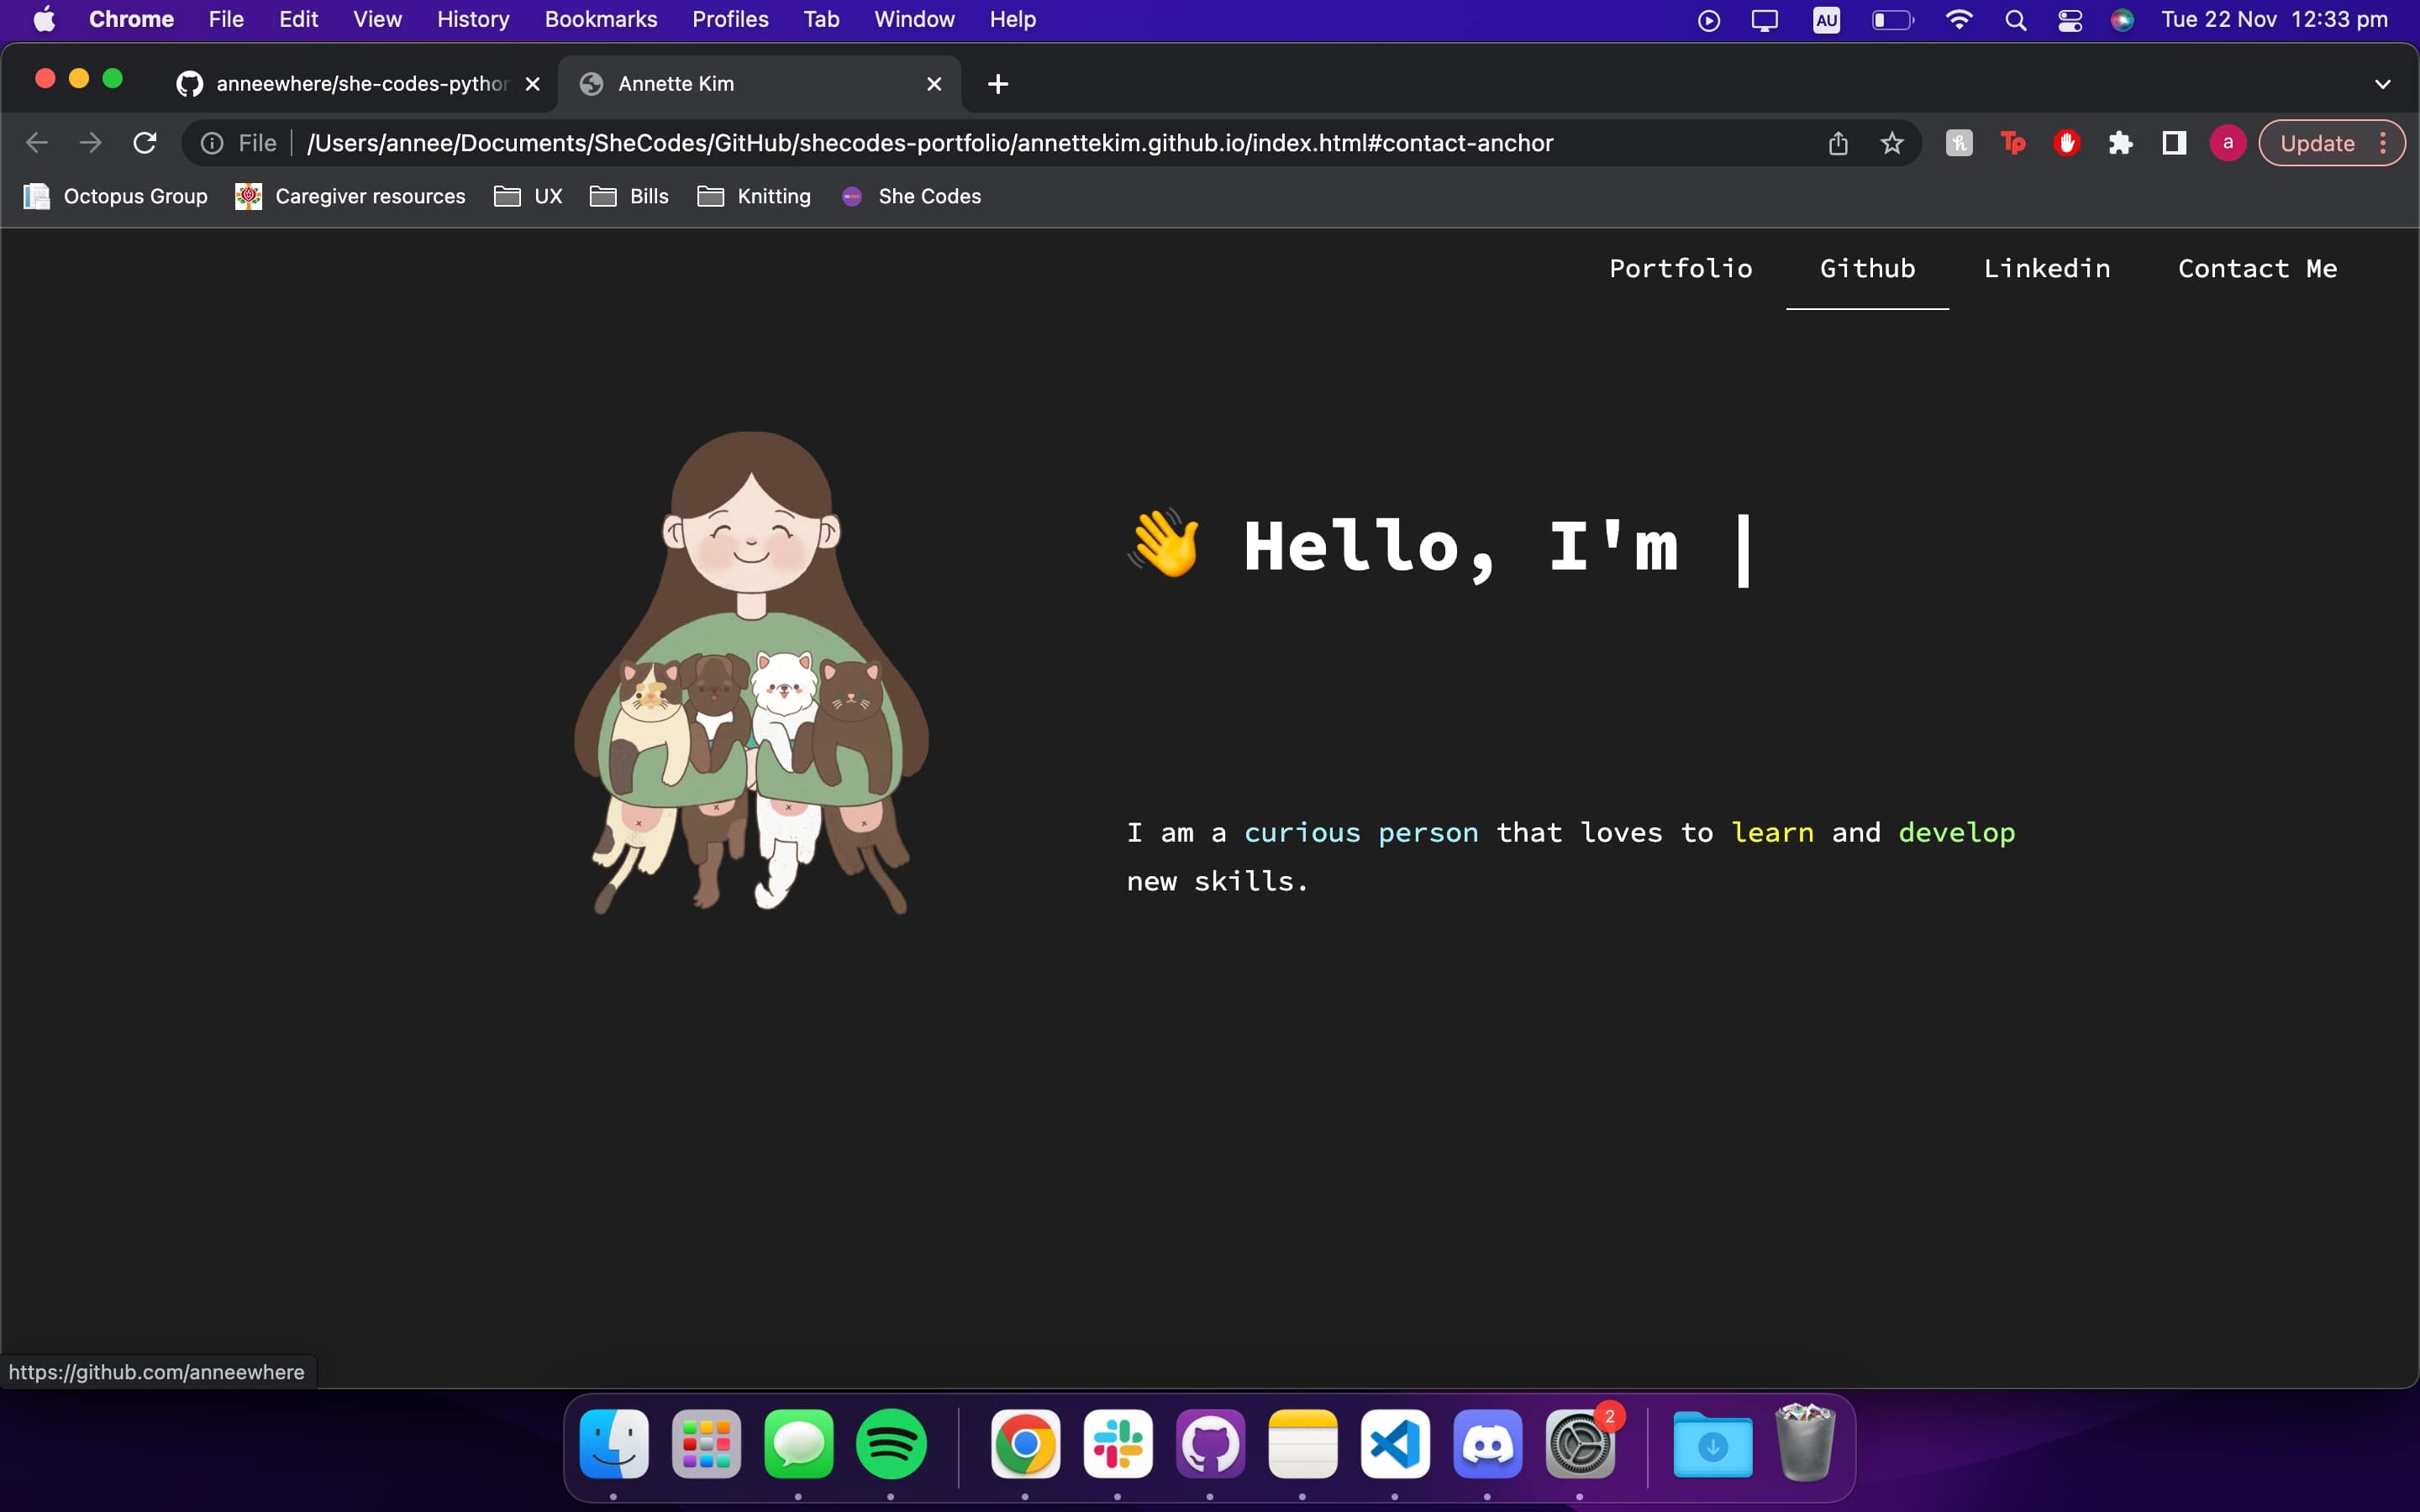 Chrome File Edit View History Bookmarks Profiles Tab Window Help AU Tue 22 Nov 12:33 pm
anneewhere/she-codes-pythor Annette Kim
File /Users/annee/Documents/SheCodes/GitHub/shecodes-portfolio/annettekim.github.io/index.html#contact-anchor h Tp a Update
Octopus Group Caregiver resources UX Bills Knitting She Codes
Portfolio Github Linkedin Contact Me
👋 Hello, I'm |
I am a curious person that loves to learn and develop
new skills.
https://github.com/anneewhere
2